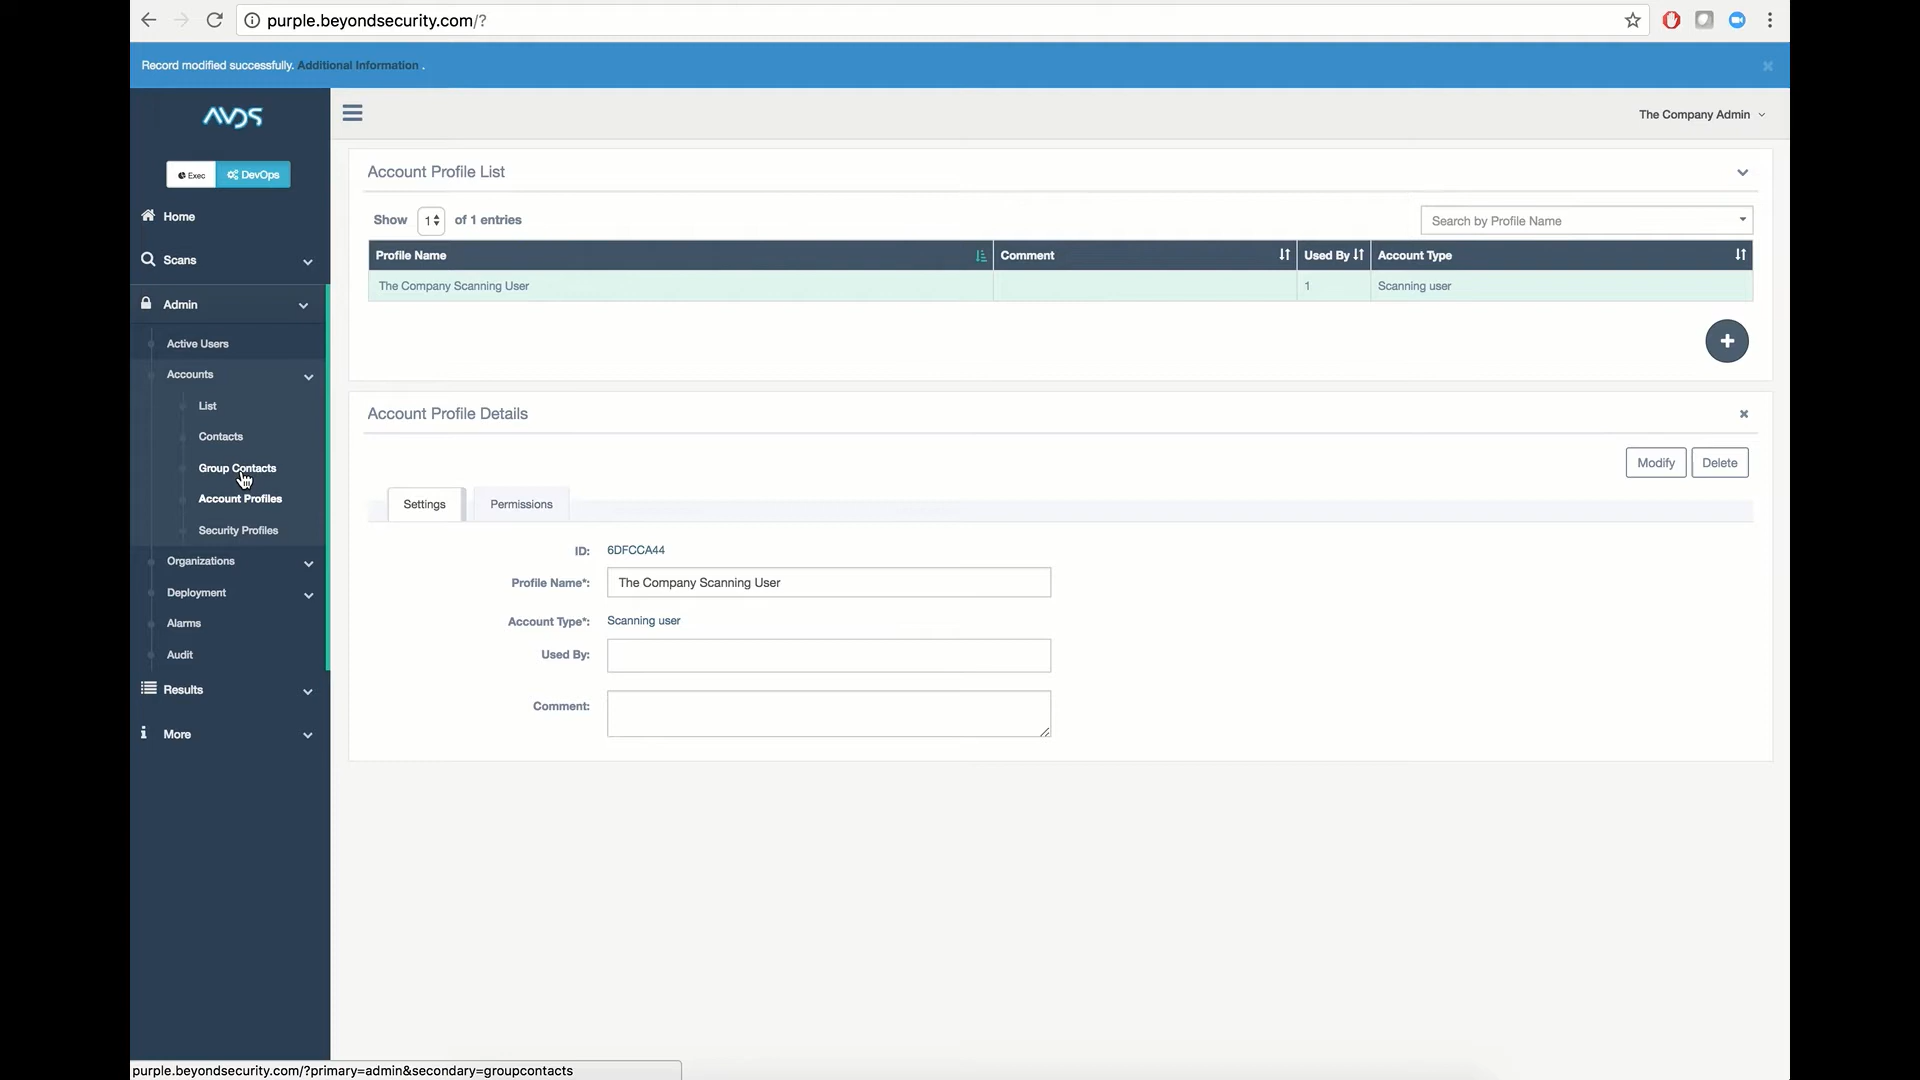 purple.beyondsecurity.com/?
Record modified successfully. Additional Information .
AVDS
The Company Admin
Exec DevOps
Home
Scans
Admin
Active Users
Accounts
List
Contacts
Group Contacts
Account Profiles
Security Profiles
Organizations
Deployment
Alarms
Audit
Results
More
Account Profile List
Show 1 of 1 entries
Search by Profile Name
Profile Name Comment Used By Account Type
The Company Scanning User 1 Scanning user
Account Profile Details
Modify Delete
Settings Permissions
ID: 6DFCCA44
Profile Name*: The Company Scanning User
Account Type*: Scanning user
Used By:
Comment:
purple.beyondsecurity.com/?primary=admin&secondary=groupcontacts